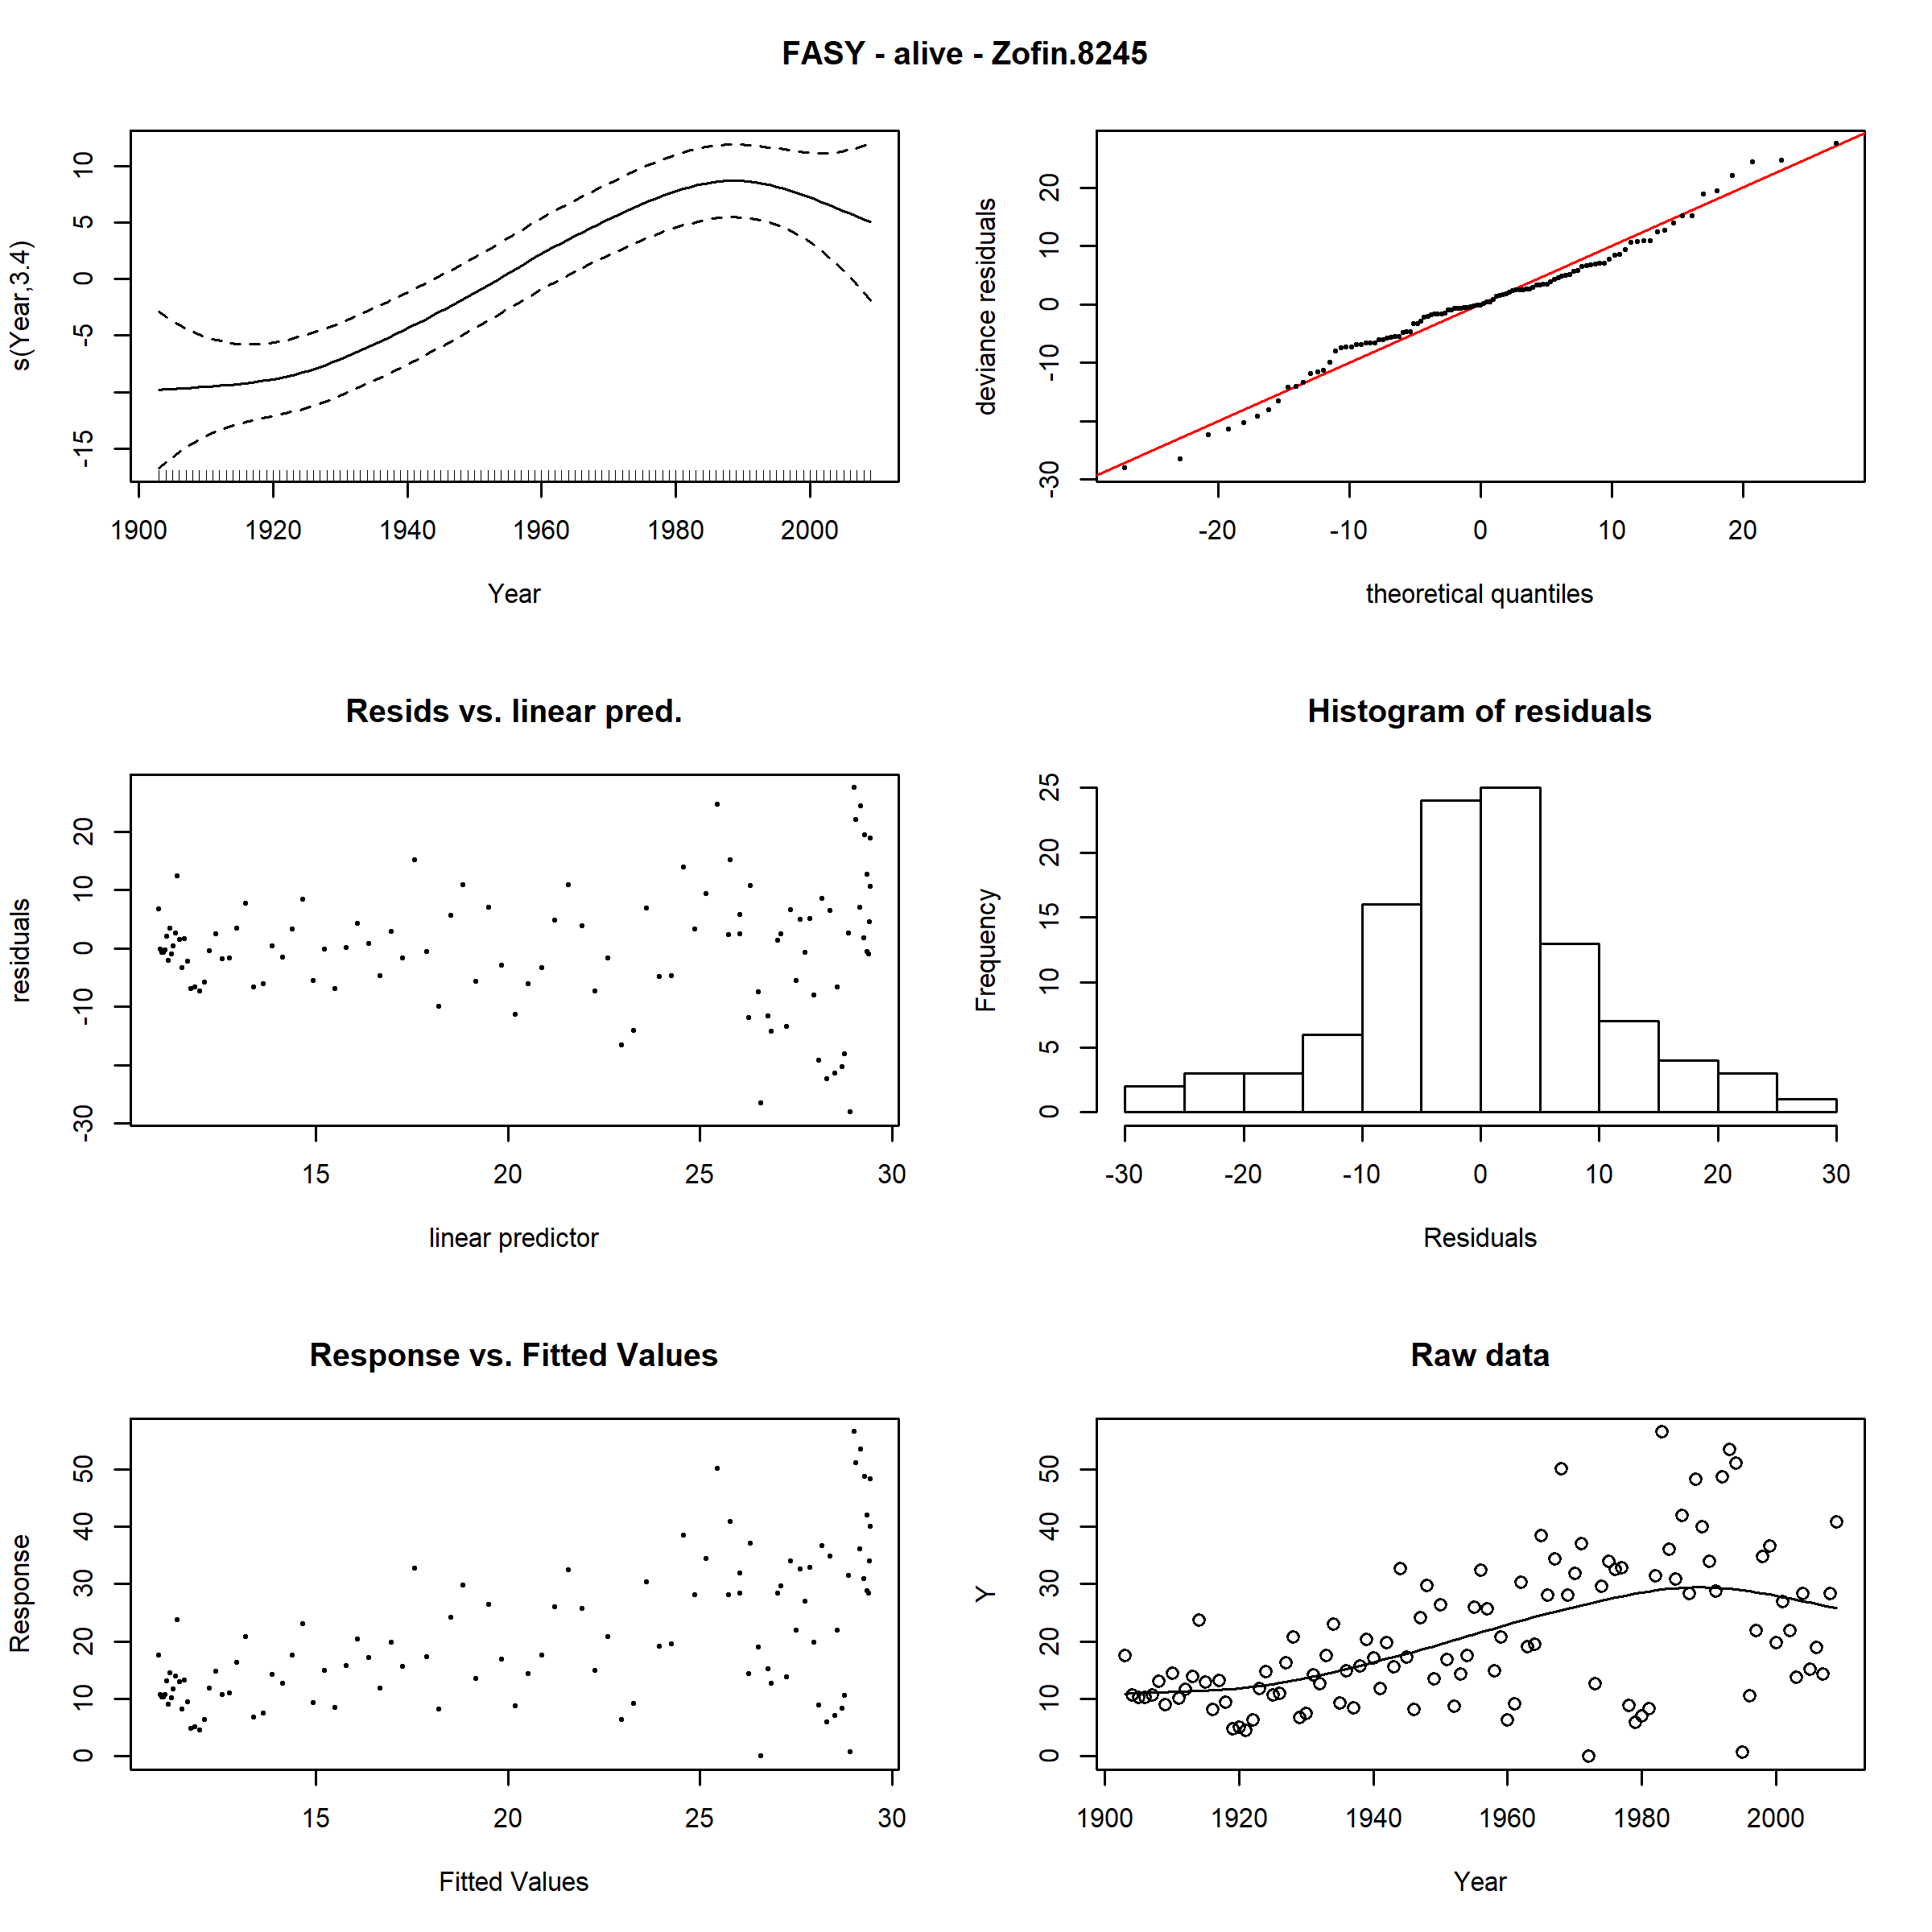 FASY - alive - Zofin.8245
s(Year,3.4)
10
5
0
-5
-15
1900 1920 1940 1960 1980 2000
Year
deviance residuals
20
10
0
-10
-30
-20 -10 0 10 20
theoretical quantiles
Resids vs. linear pred.
residuals
20
10
0
-10
-30
15 20 25 30
linear predictor
Histogram of residuals
Frequency
25
20
15
10
5
0
-30 -20 -10 0 10 20 30
Residuals
Response vs. Fitted Values
Response
50
40
30
20
10
0
15 20 25 30
Fitted Values
Raw data
Y
50
40
30
20
10
0
1900 1920 1940 1960 1980 2000
Year